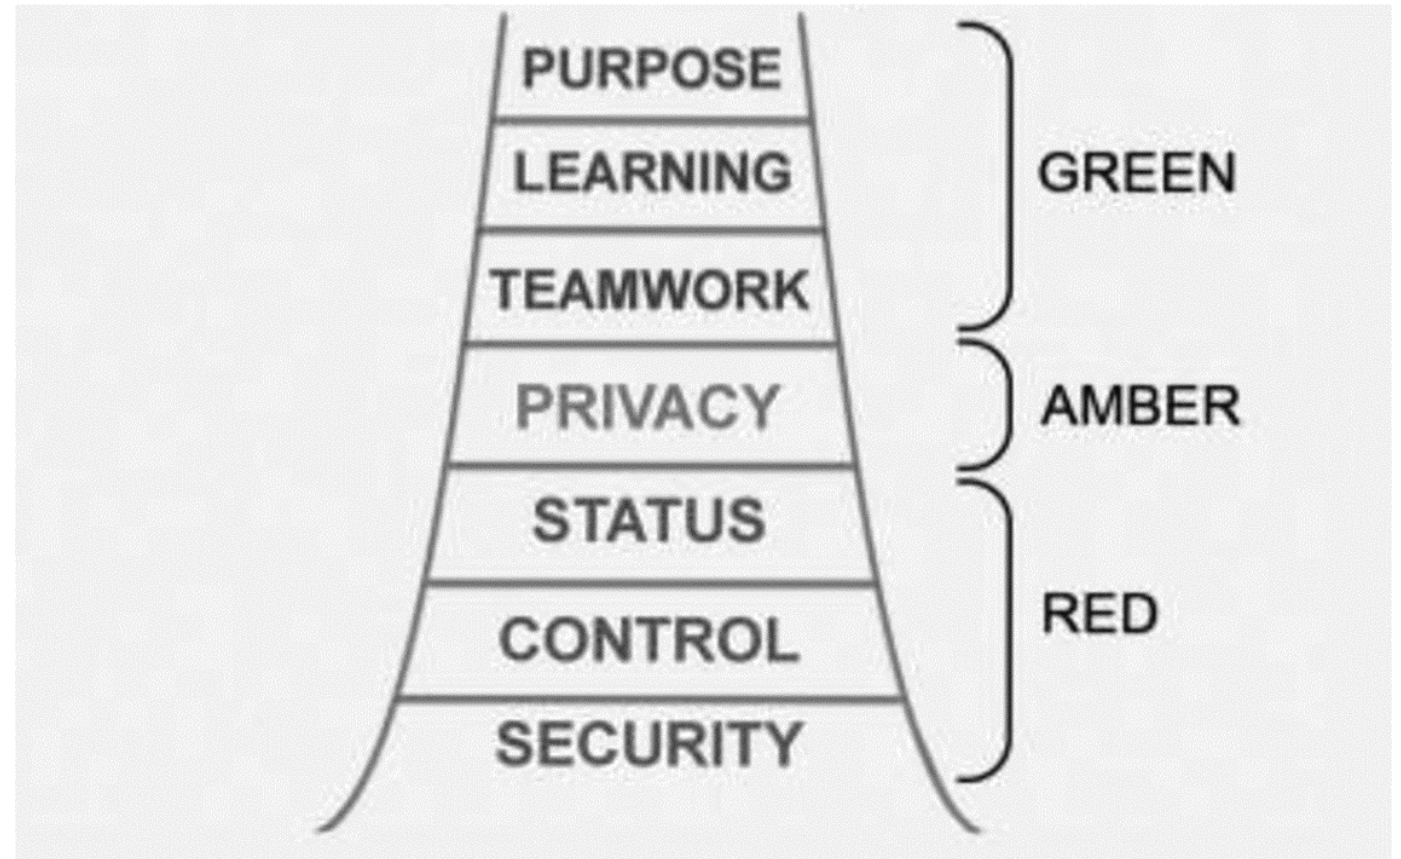 PURPOSE
LEARNING
TEAMWORK
PRIVACY
STATUS
CONTROL
SECURITY
GREEN
AMBER
RED